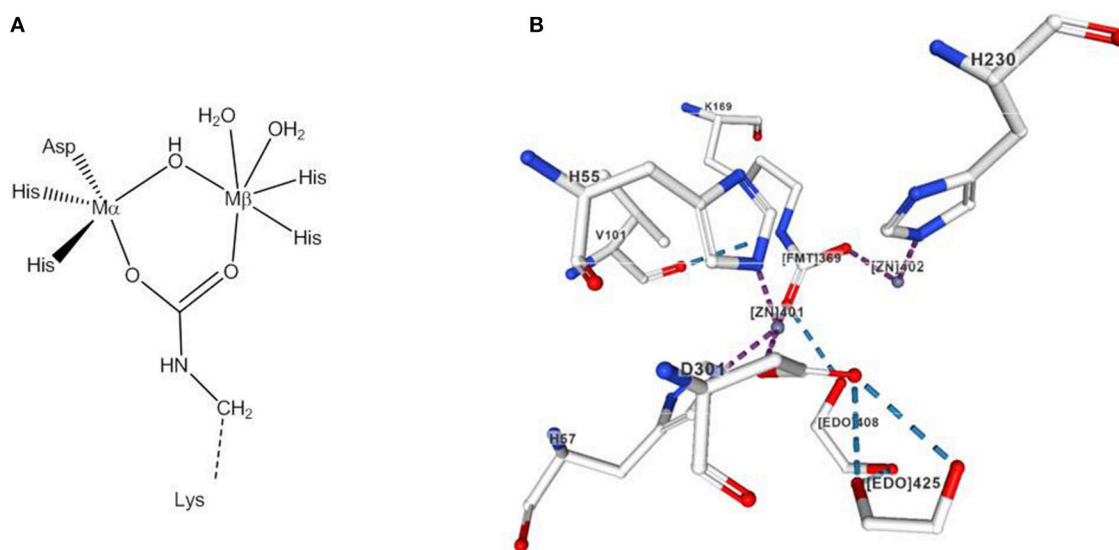 A
H₂O
OH₂
H
O
Asp
His
Mα
Mβ
His
His
His
O
O
HN
CH₂
Lys
B
H230
K169
H55
V101
[FMT]369
[ZN]402
[ZN]401
D301
[EDO]408
H57
[EDO]425